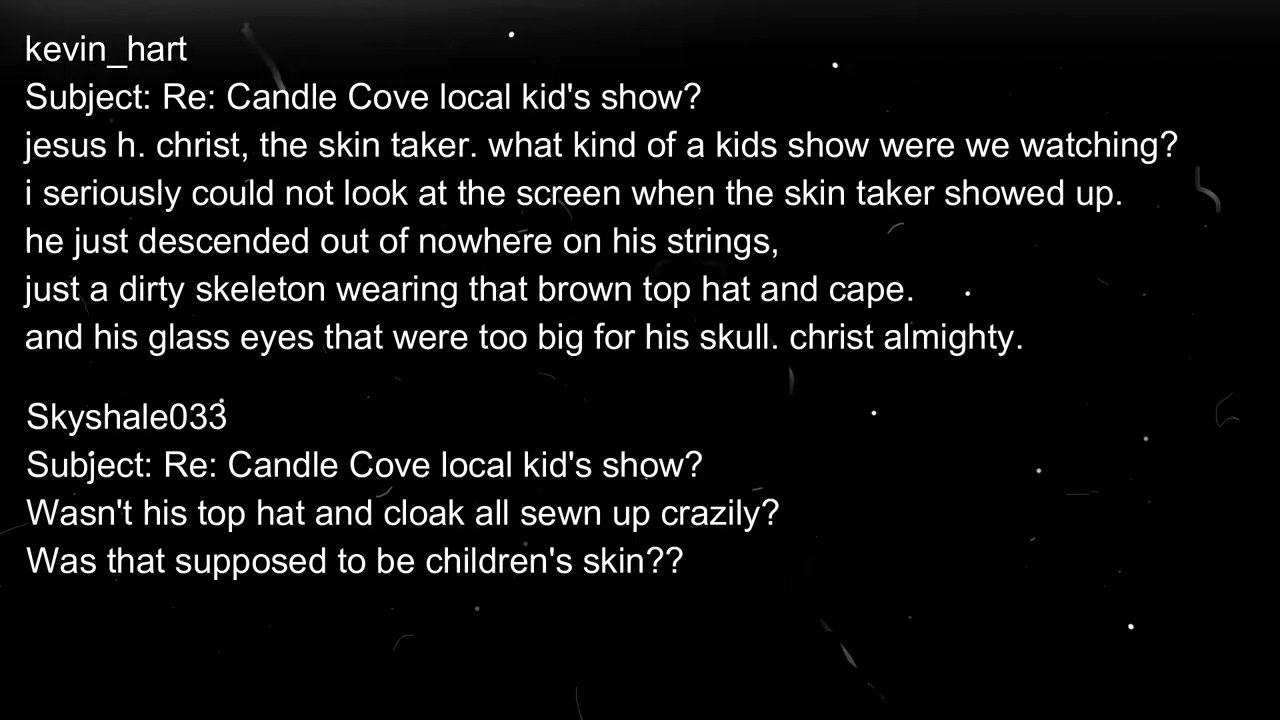 kevin_hart
Subject: Re: Candle Cove local kid's show?
jesus h. christ, the skin taker. what kind of a kids show were we watching?
i seriously could not look at the screen when the skin taker showed up.
he just descended out of nowhere on his strings,
just a dirty skeleton wearing that brown top hat and cape.
and his glass eyes that were too big for his skull. christ almighty.
Skyshale033
Subject: Re: Candle Cove local kid's show?
Wasn't his top hat and cloak all sewn up crazily?
Was that supposed to be children's skin??